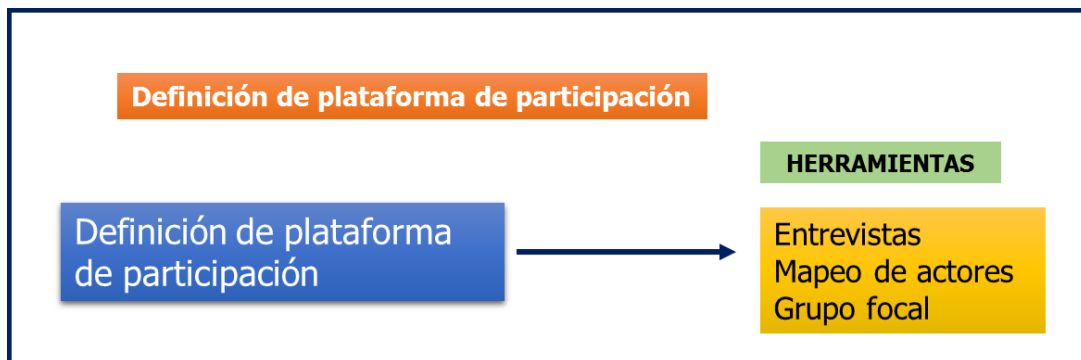 Definición de plataforma de participación
HERRAMIENTAS
Definición de plataforma
de participación
Entrevistas
Mapeo de actores
Grupo focal